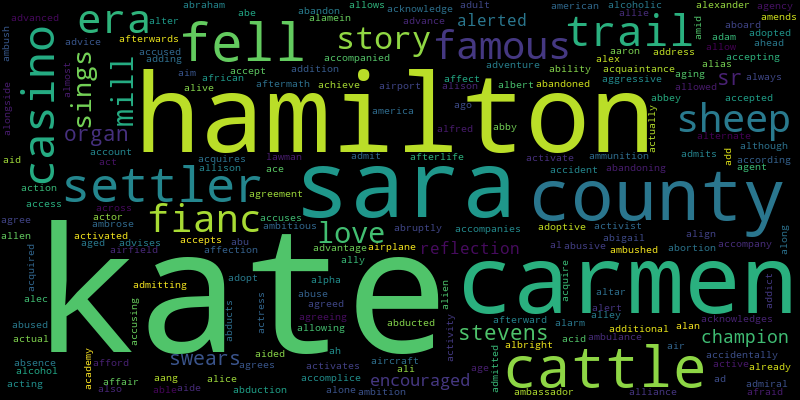 abraham abe abandon allows acknowledge adult american alcoholic alexander agency
advanced era alter alamein advance allie amends
ambush casino afterwards fell story famous alerted trail amid aboard adopted
advice accused accompanied adam ahead
sings adding aaron address allow accepting
almost mill aim african accept addition adventure ability alex acquaintance alias
alongside alive aftermath achieve airport affect alison albert abandoned aggressive aging sr always
hamilton america ago abbey allowed accepted
organ alfred abby actually sheep
account acquires admit afterlife activate ammunition admits alternate although
aid act allison ace lawman accident abandoning add according
action settler agreement sara adoptive county agent
access across actor accuses ambitious activist
agree fianc love abruptly accompanies abigail align along
allen activated ambrose accepts abu advantage airplane reflection alabusive ambushed abortion accompany
aged advises affection ally
acquired airfield admitting adopt alpha alien acquire carmen addict
alec kate abuse altar
abused accusing abducts actress agreed activity alert acknowledges
actual agreeing abducted stevens afterward alarm alley additional alan champion
allowing albright acid ambulance air
absence academy afford swears aided ah aircraft admitted cattle accidentally
alcohol affair agrees activates ali age active already
acting aang alice accomplice encouraged ad admiral
also able aide abduction alone ambition ambassador alliance afraid